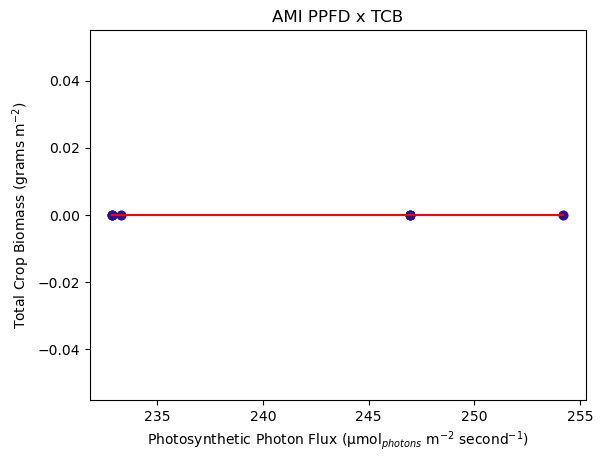 AMI PPFD x TCB
Total Crop Biomass (grams m⁻²)
0.04
0.02
0.00
−0.02
−0.04
235 240 245 250 255
Photosynthetic Photon Flux (μmol_photons m⁻² second⁻¹)